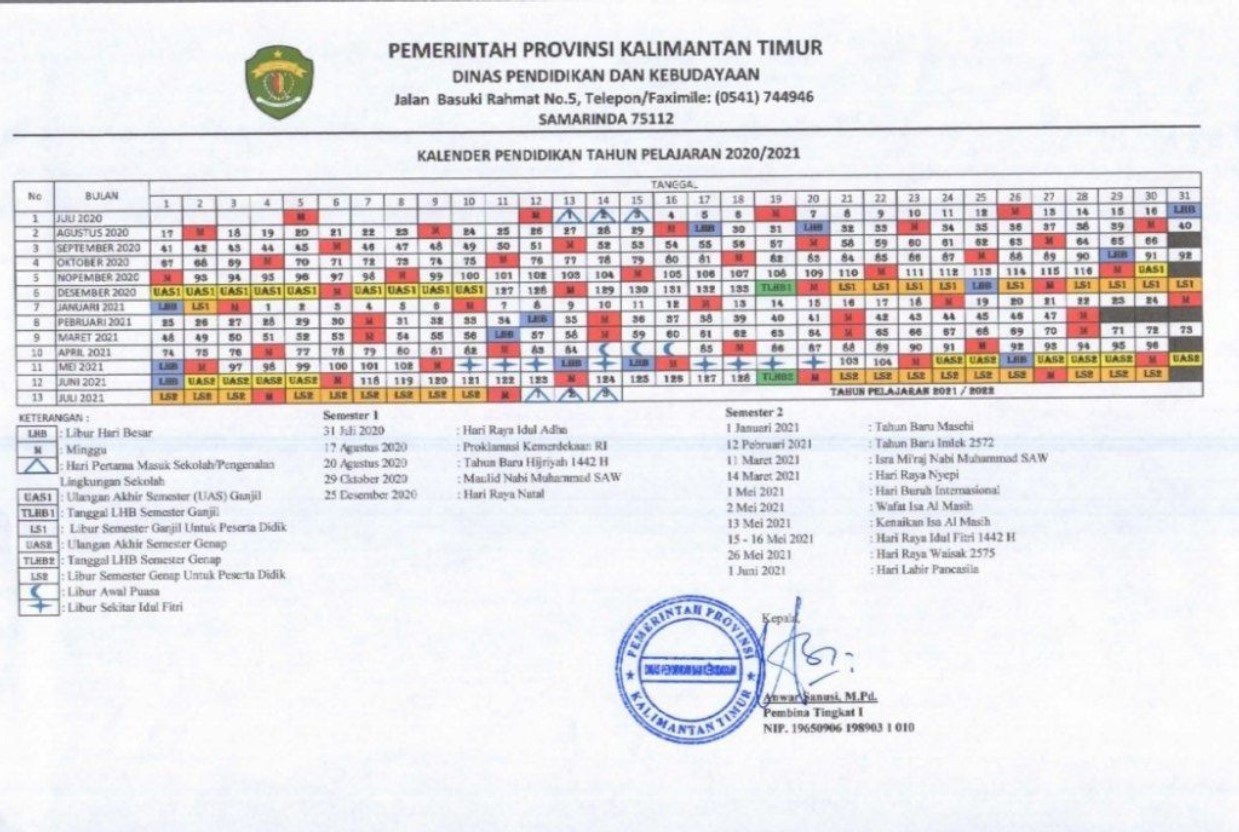 PEMERINTAH PROVINSI KALIMANTAN TIMUR
DINAS PENDIDIKAN DAN KEBUDAYAAN
Jalan Basuki Rahmat No.5, Telepon/Faximile: (0541) 744946
SAMARINDA 75112
KALENDER PENDIDIKAN TAHUN PELAJARAN 2020/2021
No BULAN TANGGAL
1 2 3 4 5 6 7 8 9 10 11 12 13 14 15 16 17 18 19 20 21 22 23 24 25 26 27 28 29 30 31
1 JULI 2020 M M 1 2 3 4 5 6 M 7 8 9 10 11 12 M 13 14 15 16 LHB
2 AGUSTUS 2020 17 M 18 19 20 21 22 23 M 24 25 26 27 28 29 M LHB 30 31 LHB 32 33 M 34 35 36 37 38 39 M 40
3 SEPTEMBER 2020 41 42 43 44 45 M 46 47 48 49 50 51 M 52 53 54 55 56 57 M 58 59 60 61 62 63 M 64 65 66
4 OKTOBER 2020 67 68 69 M 70 71 72 73 74 75 M 76 77 78 79 80 81 M 82 83 84 85 86 87 M 88 89 90 LHB 91 92
5 NOPEMBER 2020 M 93 94 95 96 97 98 M 99 100 101 102 103 104 M 105 106 107 108 109 110 M 111 112 113 114 115 116 M UAS1
6 DESEMBER 2020 UAS1 UAS1 UAS1 UAS1 UAS1 M UAS1 UAS1 UAS1 UAS1 127 128 M 129 130 131 132 133 TLHB1 M LS1 LS1 LS1 LS1 LHB LS1 M LS1 LS1 LS1 LS1
7 JANUARI 2021 LHB LS1 M 1 2 3 4 5 6 M 7 8 9 10 11 12 M 13 14 15 16 17 18 M 19 20 21 22 23 24 M
8 PEBRUARI 2021 25 26 27 28 29 30 M 31 32 33 34 LHB 35 M 36 37 38 39 40 41 M 42 43 44 45 46 47 M
9 MARET 2021 48 49 50 51 52 53 M 54 55 56 LHB 57 58 M 59 60 61 62 63 64 M 65 66 67 68 69 70 M 71 72 73
10 APRIL 2021 74 75 76 M 77 78 79 80 81 82 M 83 84 85 M 86 87 88 89 90 91 M 92 93 94 95 96
11 MEI 2021 LHB M 97 98 99 100 101 102 M LHB LHB M 103 104 M UAS2 UAS2 LHB UAS2 UAS2 UAS2 M UAS2
12 JUNI 2021 LHB UAS2 UAS2 UAS2 UAS2 M 118 119 120 121 122 123 M 124 125 126 127 128 TLHB2 M LS2 LS2 LS2 LS2 LS2 LS2 M LS2 LS2 LS2
13 JULI 2021 LS2 LS2 LS2 M LS2 LS2 LS2 LS2 LS2 LS2 M 1 2 3 TAHUN PELAJARAN 2021 / 2022
KETERANGAN :
LHB : Libur Hari Besar
M : Minggu
: Hari Pertama Masuk Sekolah/Pengenalan
Lingkungan Sekolah
UAS1 : Ulangan Akhir Semester (UAS) Ganjil
TLHB1 : Tanggal LHB Semester Ganjil
LS1 : Libur Semester Ganjil Untuk Peserta Didik
UAS2 : Ulangan Akhir Semester Genap
TLHB2 : Tanggal LHB Semester Genap
LS2 : Libur Semester Genap Untuk Peserta Didik
: Libur Awal Puasa
: Libur Sekitar Idul Fitri
Semester 1
31 Juli 2020 : Hari Raya Idul Adha
17 Agustus 2020 : Proklamasi Kemerdekaan RI
20 Agustus 2020 : Tahun Baru Hijriyah 1442 H
29 Oktober 2020 : Maulid Nabi Muhammad SAW
25 Desember 2020 : Hari Raya Natal
Semester 2
1 Januari 2021 : Tahun Baru Masehi
12 Pebruari 2021 : Tahun Baru Imlek 2572
11 Maret 2021 : Isra Mi'raj Nabi Muhammad SAW
14 Maret 2021 : Hari Raya Nyepi
1 Mei 2021 : Hari Buruh Internasional
2 Mei 2021 : Wafat Isa Al Masih
13 Mei 2021 : Kenaikan Isa Al Masih
15 - 16 Mei 2021 : Hari Raya Idul Fitri 1442 H
26 Mei 2021 : Hari Raya Waisak 2575
1 Juni 2021 : Hari Lahir Pancasila
PEMERINTAH PROVINSI
DINAS PENDIDIKAN DAN KEBUDAYAAN
KALIMANTAN TIMUR
Kepala,
Anwar Sanusi, M.Pd.
Pembina Tingkat I
NIP. 19650906 198903 1 010